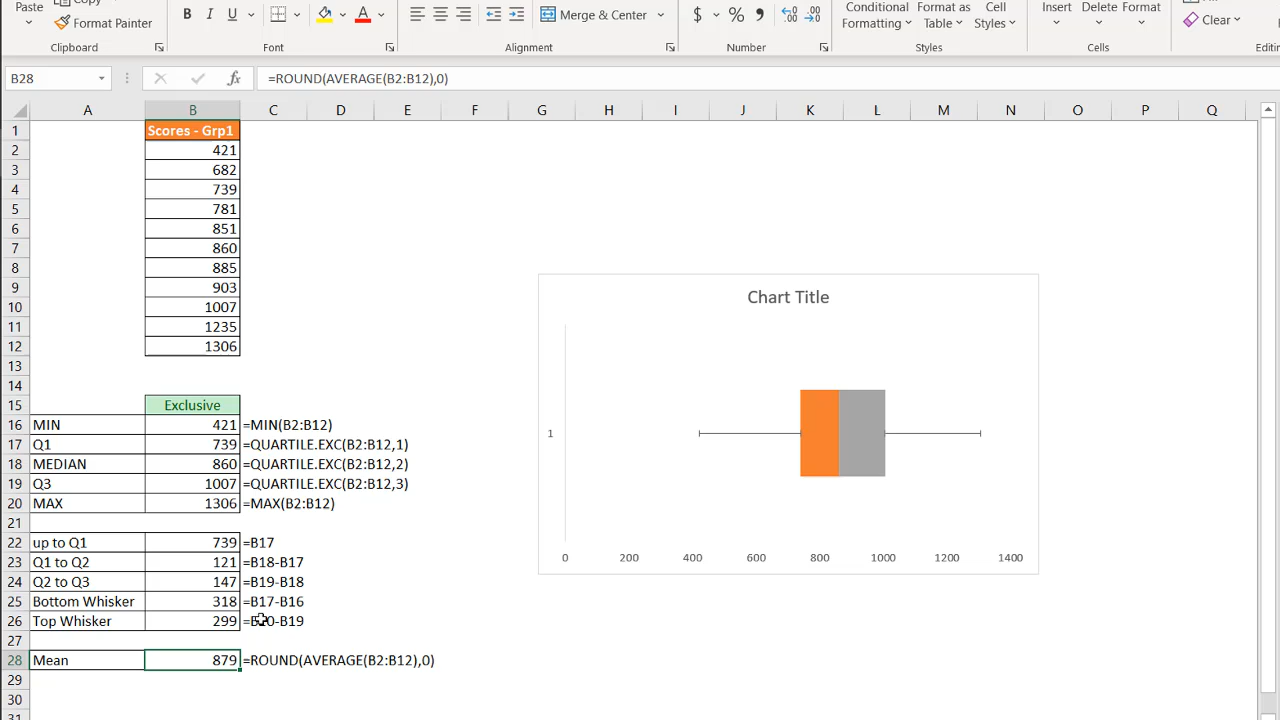 Paste
Copy
Format Painter
Clipboard
B I U A
Font
Merge & Center
Alignment
$ % ,
Number
Conditional Formatting
Format as Table
Cell Styles
Styles
Insert Delete Format
Cells
Clear
B28
fx
=ROUND(AVERAGE(B2:B12),0)
A B C D E F G H I J K L M N O P Q
1 Scores - Grp1
2 421
3 682
4 739
5 781
6 851
7 860
8 885
9 903
10 1007
11 1235
12 1306
13
14
15 Exclusive
16 MIN 421 =MIN(B2:B12)
17 Q1 739 =QUARTILE.EXC(B2:B12,1)
18 MEDIAN 860 =QUARTILE.EXC(B2:B12,2)
19 Q3 1007 =QUARTILE.EXC(B2:B12,3)
20 MAX 1306 =MAX(B2:B12)
21
22 up to Q1 739 =B17
23 Q1 to Q2 121 =B18-B17
24 Q2 to Q3 147 =B19-B18
25 Bottom Whisker 318 =B17-B16
26 Top Whisker 299 =B20-B19
27
28 Mean 879 =ROUND(AVERAGE(B2:B12),0)
29
30
31
Chart Title
1
0 200 400 600 800 1000 1200 1400